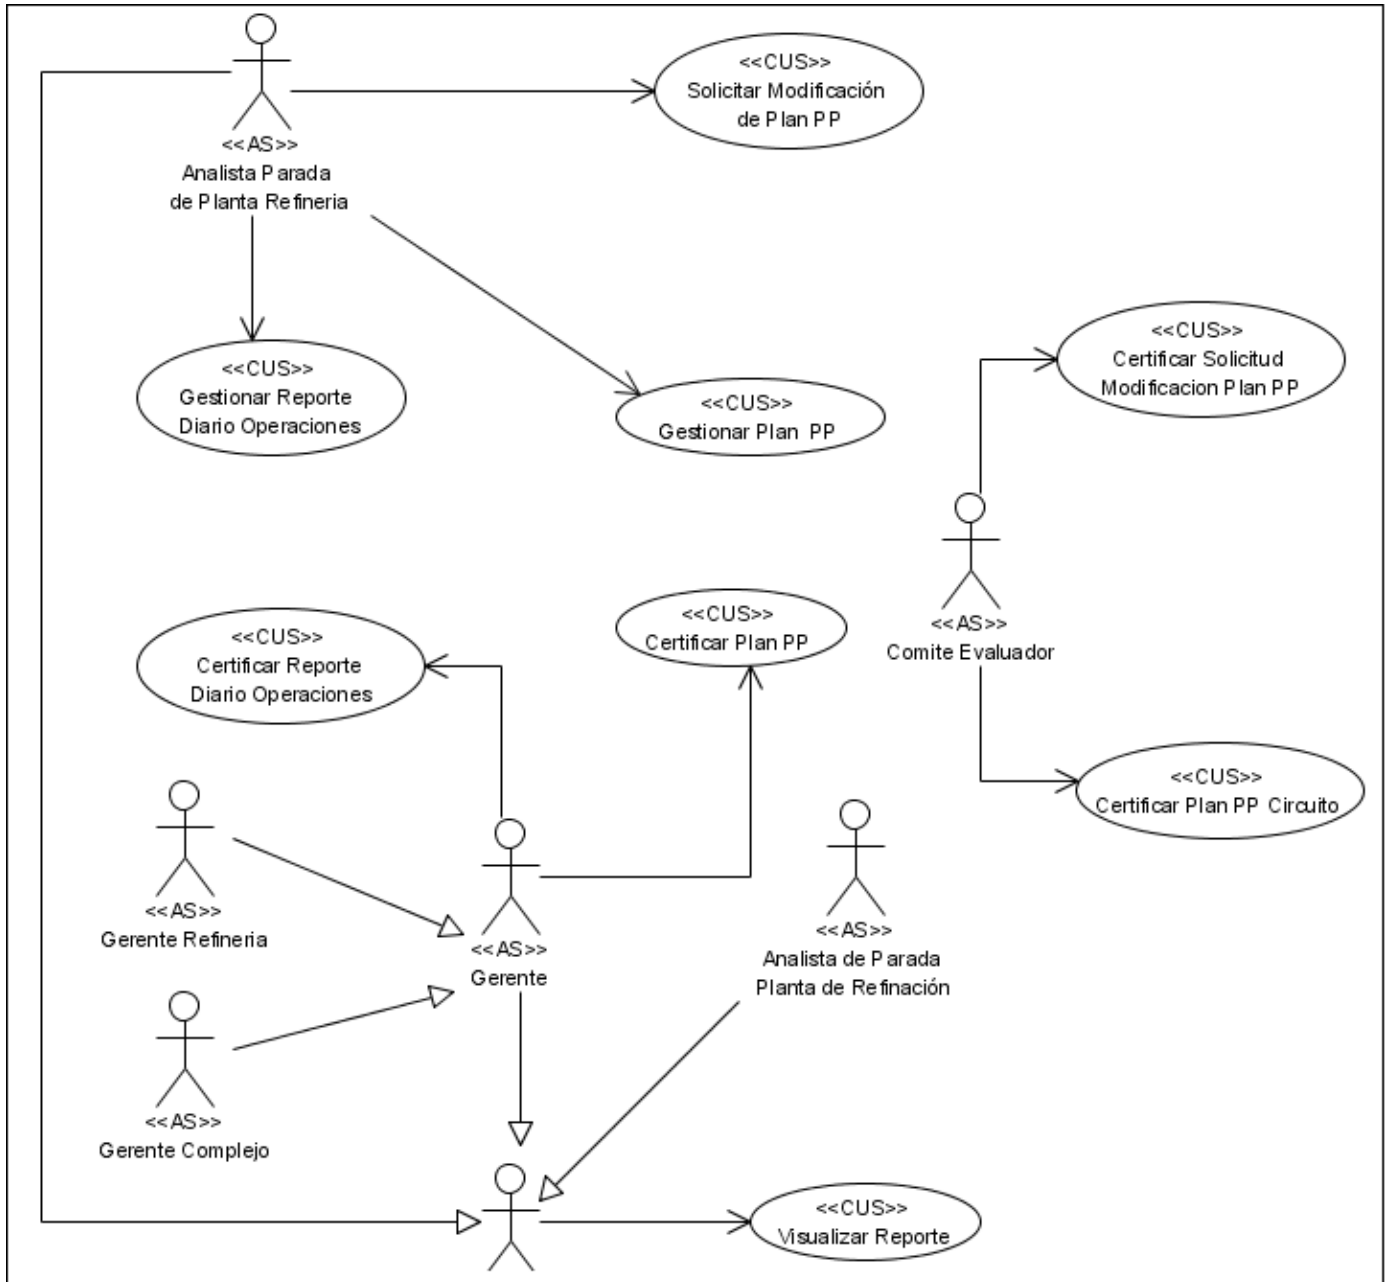 <<CUS>>
Solicitar Modificación
de Plan PP
<<AS>>
Analista Parada
de Planta Refineria
<<CUS>>
Gestionar Reporte
Diario Operaciones
<<CUS>>
Gestionar Plan PP
<<CUS>>
Certificar Solicitud
Modificacion Plan PP
<<AS>>
Comite Evaluador
<<CUS>>
Certificar Plan PP
<<CUS>>
Certificar Reporte
Diario Operaciones
<<CUS>>
Certificar Plan PP Circuito
<<AS>>
Gerente Refineria
<<AS>>
Gerente
<<AS>>
Analista de Parada
Planta de Refinación
<<AS>>
Gerente Complejo
<<CUS>>
Visualizar Reporte